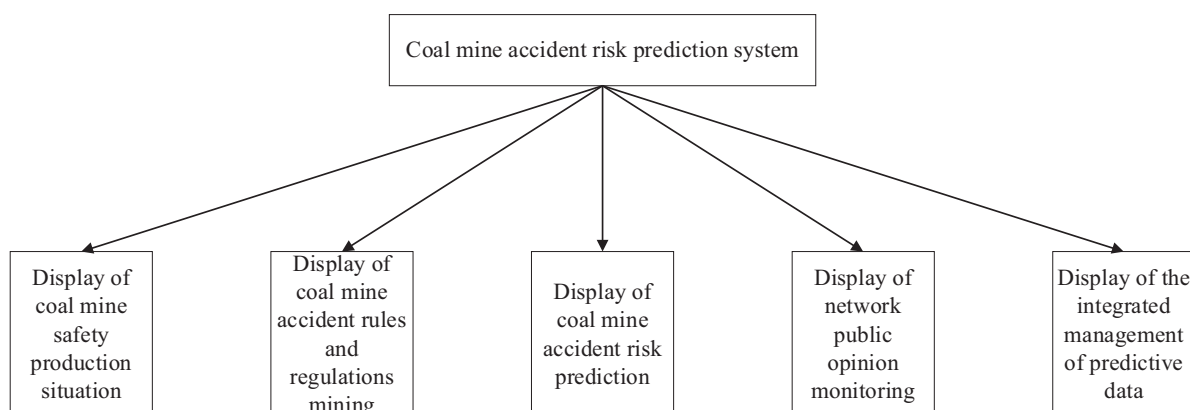 Coal mine accident risk prediction system
Display of
coal mine
safety
production
situation
Display of
coal mine
accident rules
and
regulations
mining
Display of
coal mine
accident risk
prediction
Display of
network
public
opinion
monitoring
Display of the
integrated
management
of predictive
data